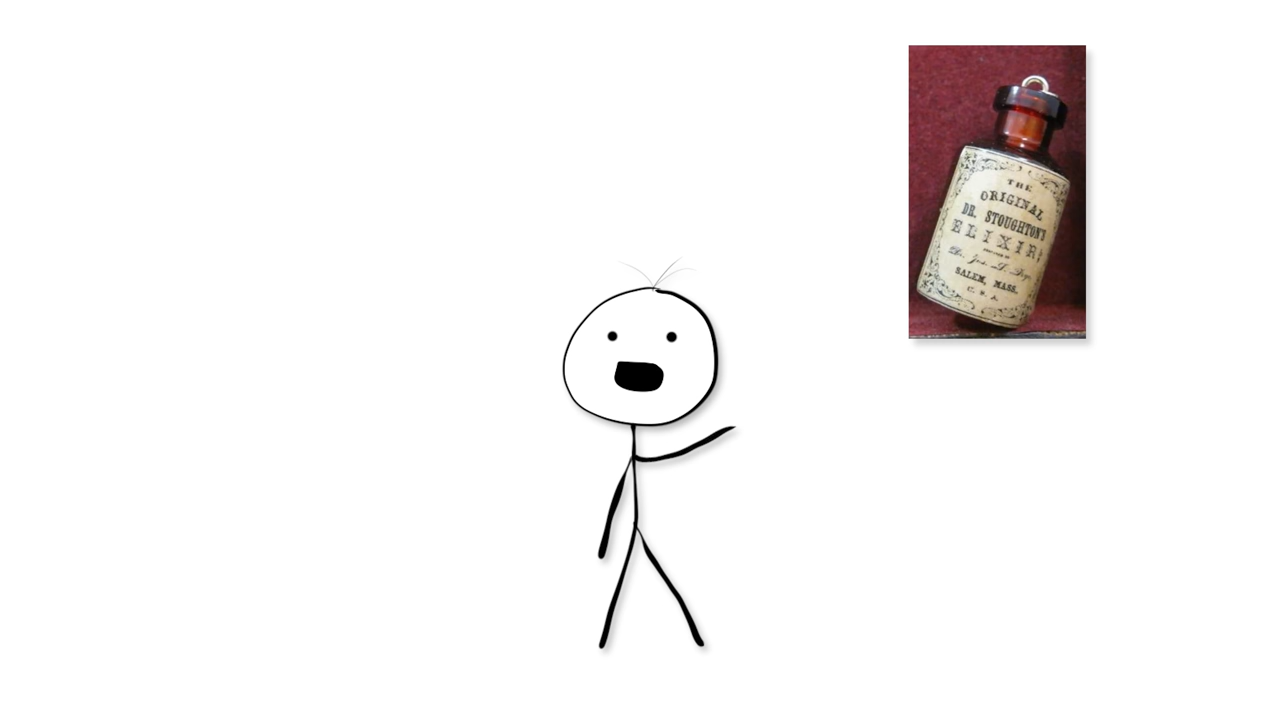 THE
ORIGINAL
DR. STOUGHTON'S
ELIXIR
SALEM, MASS.
U. S. A.